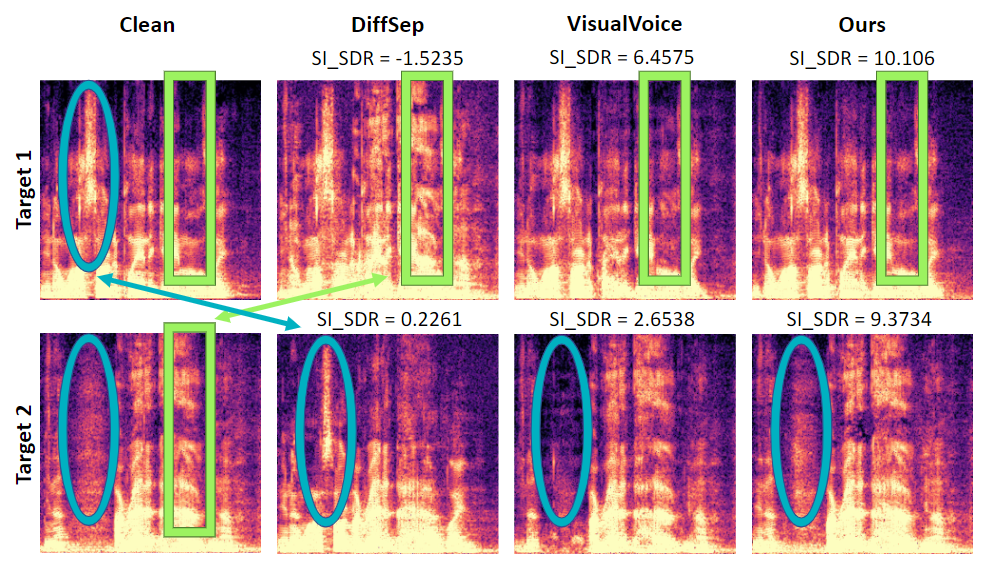 Clean DiffSep VisualVoice Ours
SI_SDR = -1.5235 SI_SDR = 6.4575 SI_SDR = 10.106
Target 1
SI_SDR = 0.2261 SI_SDR = 2.6538 SI_SDR = 9.3734
Target 2